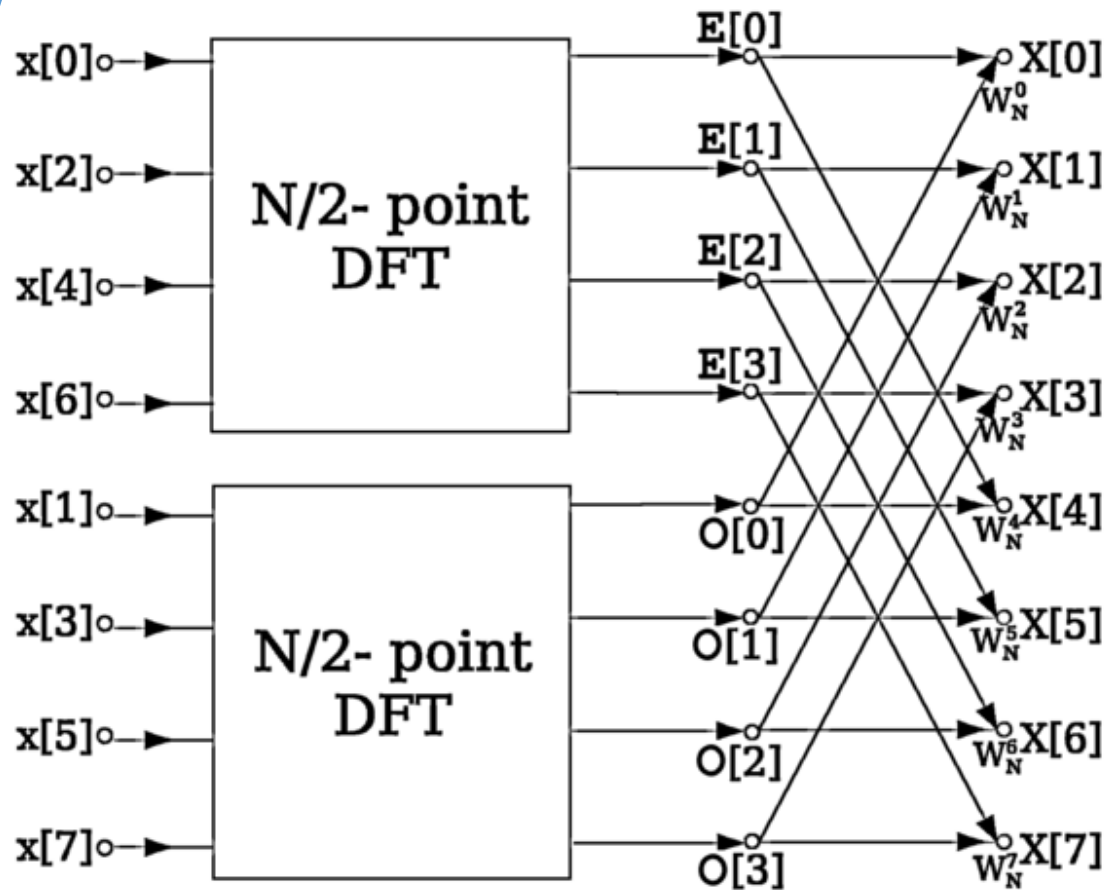 x[0]
x[2]
x[4]
x[6]
x[1]
x[3]
x[5]
x[7]
N/2- point
DFT
N/2- point
DFT
E[0]
E[1]
E[2]
E[3]
O[0]
O[1]
O[2]
O[3]
X[0]
W_N^0
X[1]
W_N^1
X[2]
W_N^2
X[3]
W_N^3
X[4]
W_N^4
X[5]
W_N^5
X[6]
W_N^6
X[7]
W_N^7